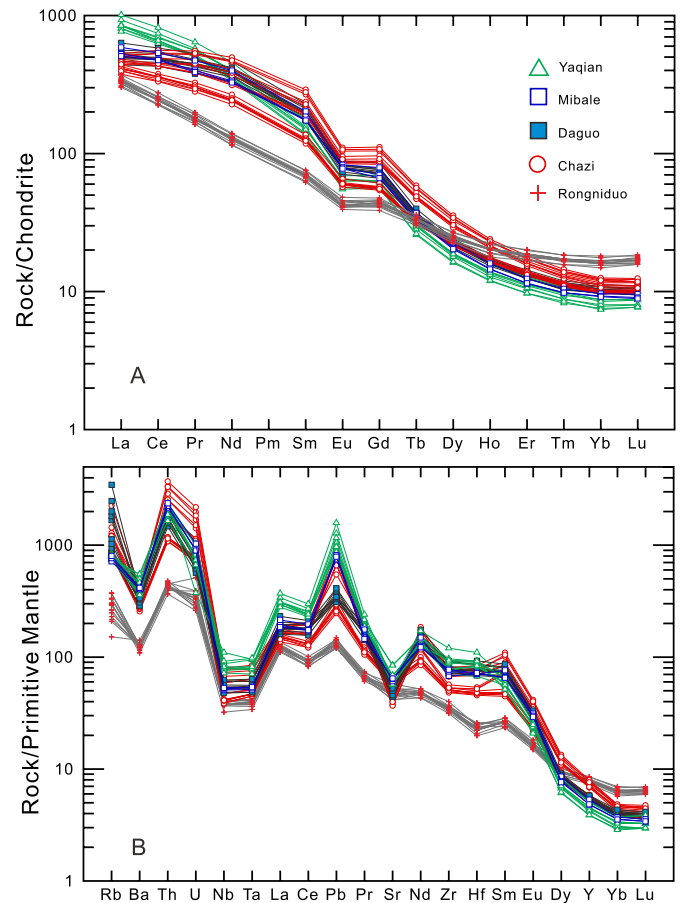 1000
100
10
1
Rock/Chondrite
Yaqian
Mibale
Daguo
Chazi
Rongniduo
A
La Ce Pr Nd Pm Sm Eu Gd Tb Dy Ho Er Tm Yb Lu
1000
100
10
1
Rock/Primitive Mantle
B
Rb Ba Th U Nb Ta La Ce Pb Pr Sr Nd Zr Hf Sm Eu Dy Y Yb Lu